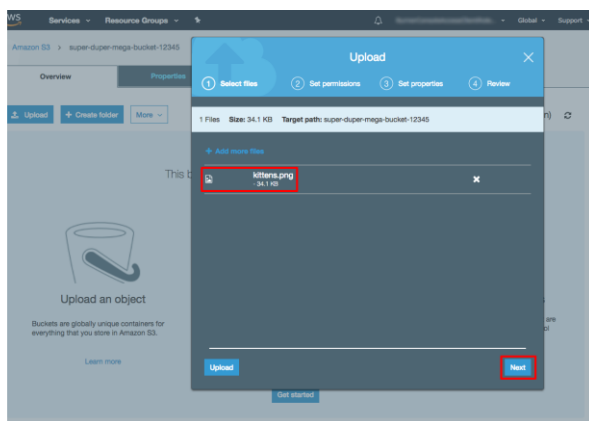 WS Services Resource Groups Global Support
Amazon S3 > super-duper-mega-bucket-12345
Overview Properties
Upload + Create folder More
This b
Upload an object
Buckets are globally unique containers for
everything that you store in Amazon S3.
Learn more
Get started
Upload
1 Select files 2 Set permissions 3 Set properties 4 Review
1 Files Size: 34.1 KB Target path: super-duper-mega-bucket-12345
+ Add more files
kittens.png
- 34.1 KB
Upload Next
n)
are
ol